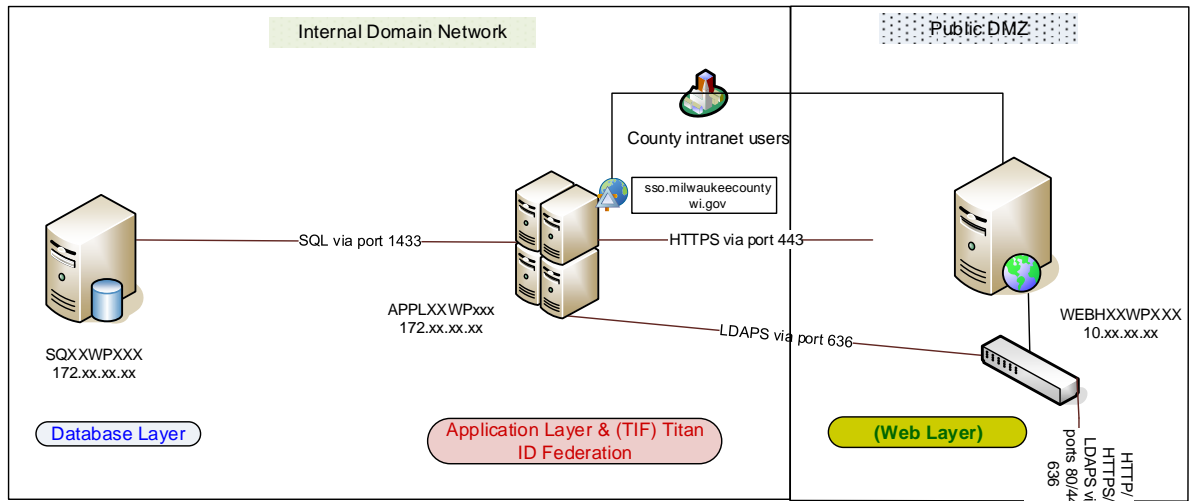 Internal Domain Network
Public DMZ
County intranet users
sso.milwaukeecounty
wi.gov
SQL via port 1433
HTTPS via port 443
APPLXXWPxxx
172.xx.xx.xx
LDAPS via port 636
WEBHXXWPXXX
10.xx.xx.xx
SQXXWPXXX
172.xx.xx.xx
Database Layer
Application Layer & (TIF) Titan
ID Federation
(Web Layer)
HTTP/
HTTPS/
LDAPS vi
ports 80/44
636